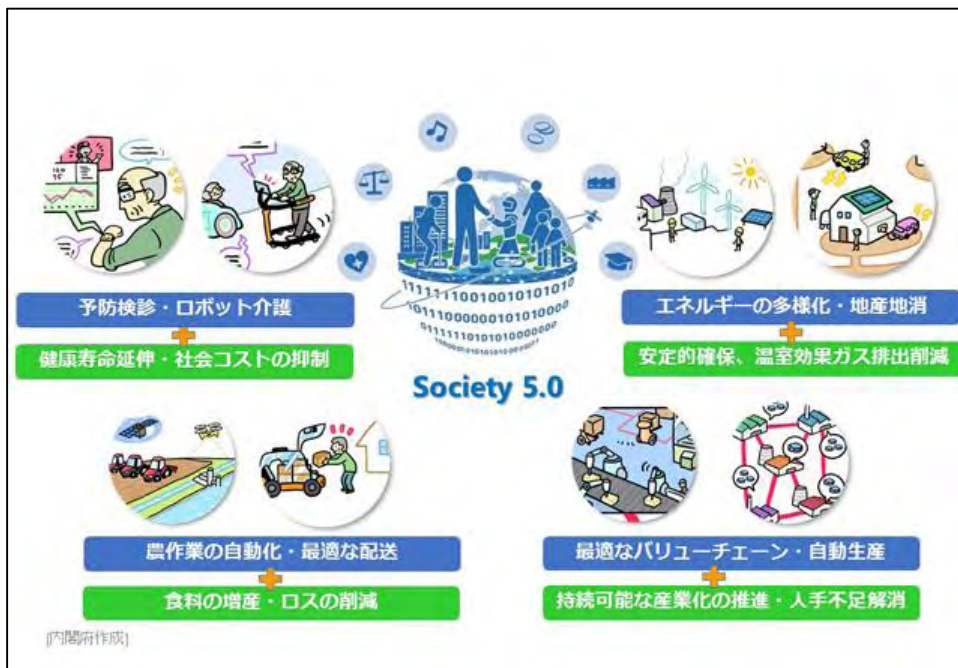 予防検診・ロボット介護
健康寿命延伸・社会コストの抑制
エネルギーの多様化・地産地消
安定的確保、温室効果ガス排出削減
11111110010010101010
1011100000101010101
01111110101010000000
Society 5.0
農作業の自動化・最適な配送
食料の増産・ロスの削減
最適なバリューチェーン・自動生産
持続可能な産業化の推進・人手不足解消
[内閣府作成]